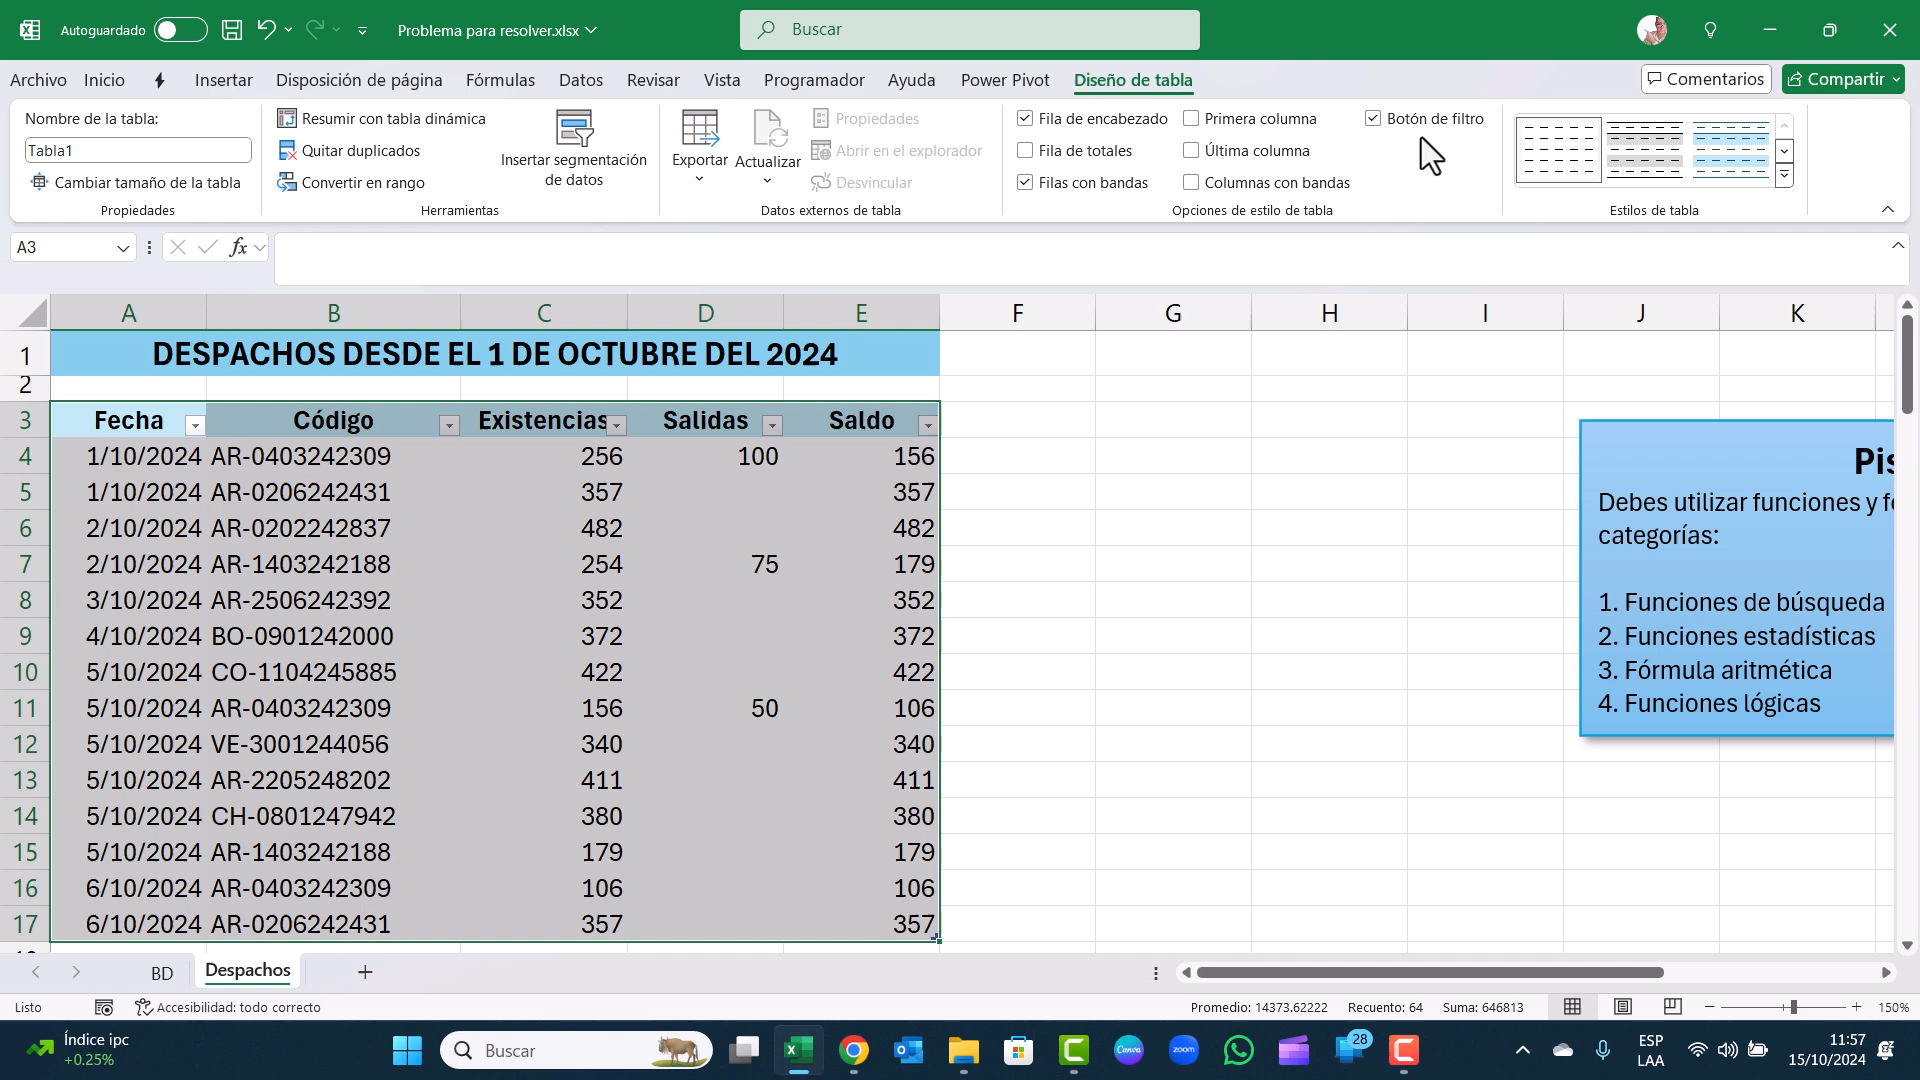 Autoguardado
Problema para resolver.xlsx
Buscar
Archivo Inicio Insertar Disposición de página Fórmulas Datos Revisar Vista Programador Ayuda Power Pivot Diseño de tabla
Comentarios
Compartir
Nombre de la tabla:
Tabla1
Cambiar tamaño de la tabla
Propiedades
Resumir con tabla dinámica
Quitar duplicados
Convertir en rango
Insertar segmentación
de datos
Herramientas
Exportar
Actualizar
Propiedades
Abrir en el explorador
Desvincular
Datos externos de tabla
Fila de encabezado
Fila de totales
Filas con bandas
Primera columna
Última columna
Columnas con bandas
Botón de filtro
Opciones de estilo de tabla
Estilos de tabla
A3
fx
A B C D E F G H I J K
1 DESPACHOS DESDE EL 1 DE OCTUBRE DEL 2024
2
3 Fecha Código Existencias Salidas Saldo
4 1/10/2024 AR-0403242309 256 100 156
5 1/10/2024 AR-0206242431 357 357
6 2/10/2024 AR-0202242837 482 482
7 2/10/2024 AR-1403242188 254 75 179
8 3/10/2024 AR-2506242392 352 352
9 4/10/2024 BO-0901242000 372 372
10 5/10/2024 CO-1104245885 422 422
11 5/10/2024 AR-0403242309 156 50 106
12 5/10/2024 VE-3001244056 340 340
13 5/10/2024 AR-2205248202 411 411
14 5/10/2024 CH-0801247942 380 380
15 5/10/2024 AR-1403242188 179 179
16 6/10/2024 AR-0403242309 106 106
17 6/10/2024 AR-0206242431 357 357
Debes utilizar funciones y
categorías:
1. Funciones de búsqueda
2. Funciones estadísticas
3. Fórmula aritmética
4. Funciones lógicas
BD Despachos
Listo
Accesibilidad: todo correcto
Promedio: 14373.62222 Recuento: 64 Suma: 646813
150%
Índice ipc
+0.25%
Buscar
Canva
zoom
28
ESP
LAA
11:57
15/10/2024